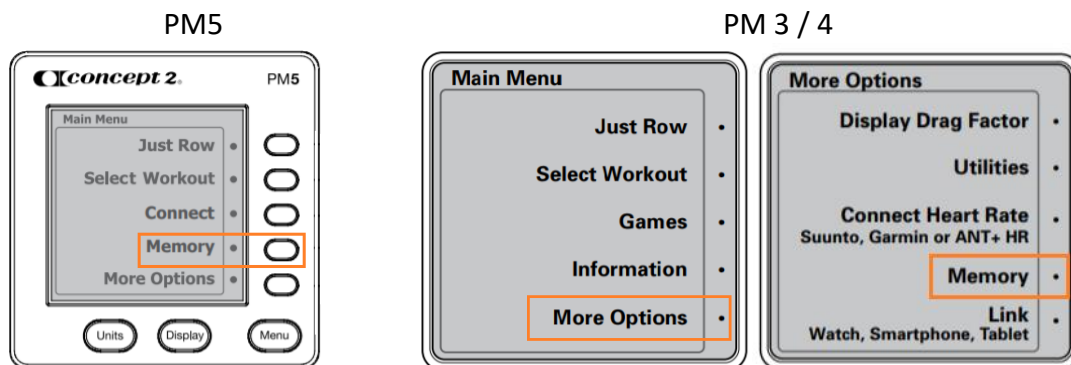 PM5
PM 3 / 4
concept 2.
PM5
Main Menu
Just Row
Select Workout
Connect
Memory
More Options
Units
Display
Menu
Main Menu
Just Row
Select Workout
Games
Information
More Options
More Options
Display Drag Factor
Utilities
Connect Heart Rate
Suunto, Garmin or ANT+ HR
Memory
Link
Watch, Smartphone, Tablet